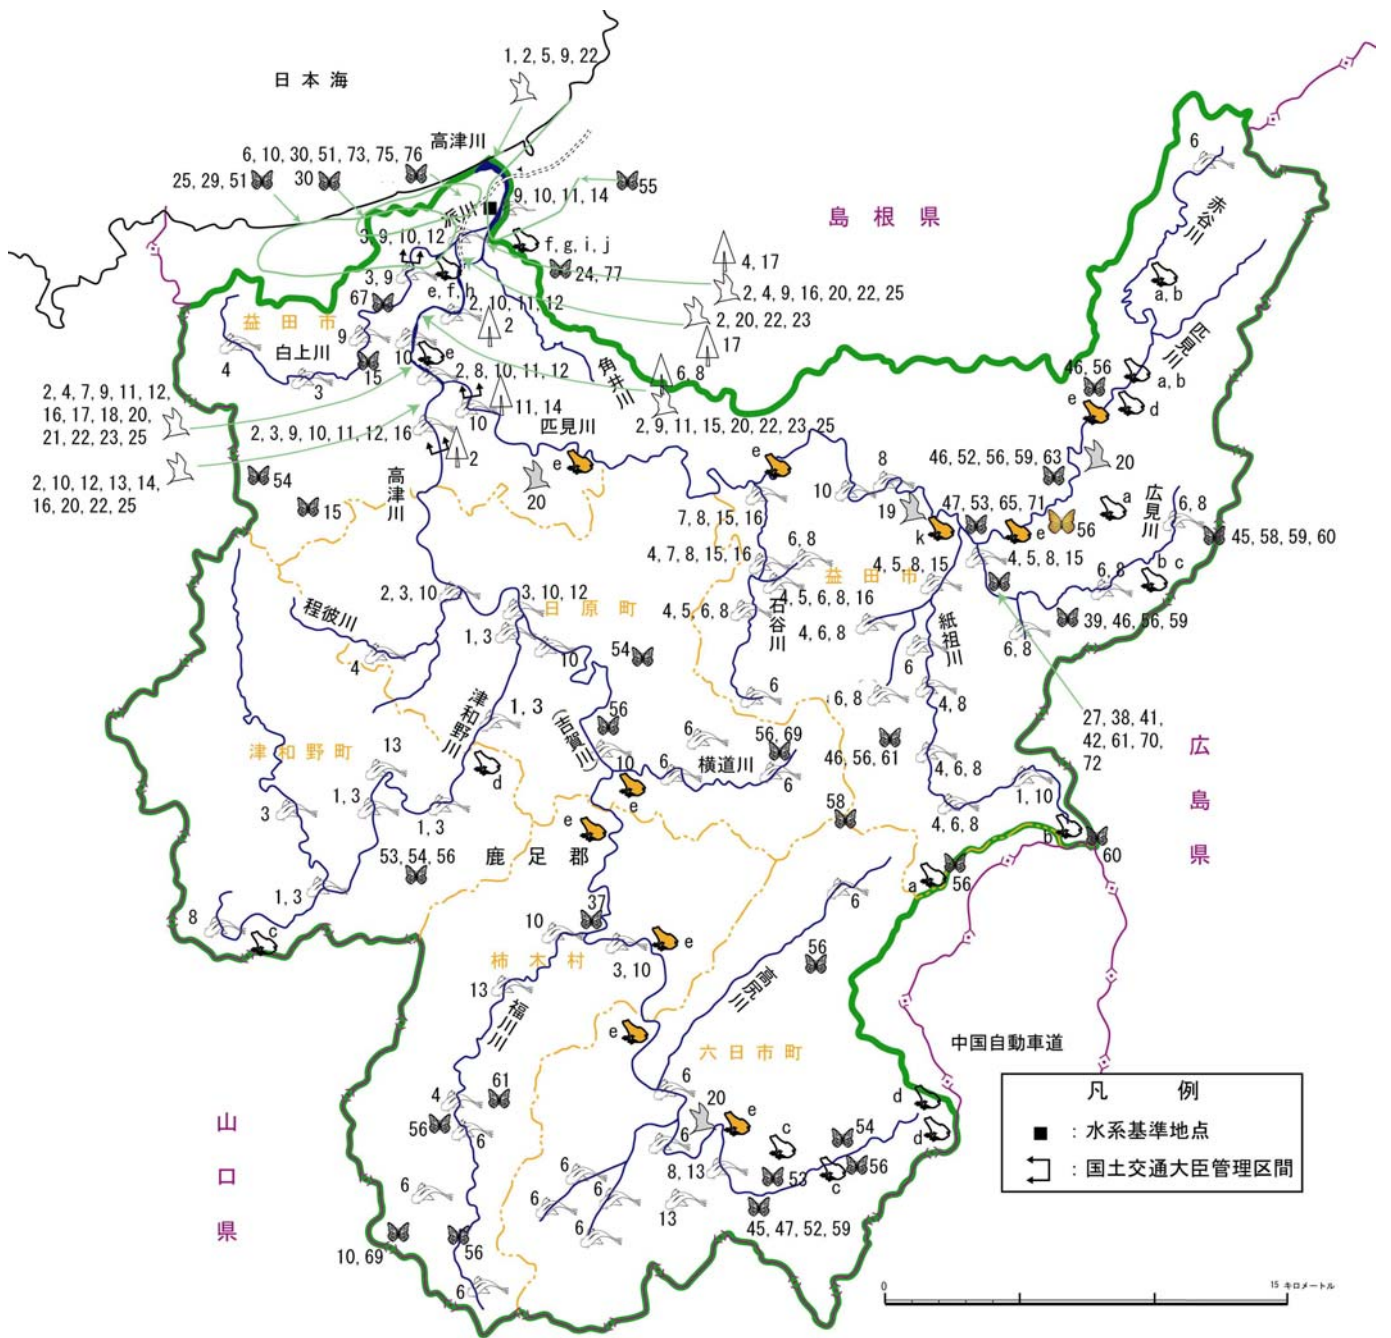 1, 2, 5, 9, 22
日本海
高津川
6, 10, 30, 51, 73, 75, 76
25, 29, 51
30
55
9, 10, 11, 14
派川
島根県
6
赤谷川
3, 9, 10, 12
f, g, i, j
4, 17
24, 77
a, b
3, 9
e, f, h
2, 4, 9, 16, 20, 22, 25
67
2, 10, 11, 12
2, 20, 22, 23
匹見川
益田市
9
2
17
白上川
10
e
角井川
4
15
3
2, 8, 10, 11, 12
6, 8
46, 56
a, b
e
d
2, 4, 7, 9, 11, 12,
16, 17, 18, 20,
21, 22, 23, 25
11, 14
10
2, 3, 9, 10, 11, 12, 16
匹見川
2, 9, 11, 15, 20, 22, 23, 25
2
e
e
8
46, 52, 56, 59, 63
20
2, 10, 12, 13, 14,
16, 20, 22, 25
54
高津川
20
10
15
19
47, 53, 65, 71
a
広見川
6, 8
7, 8, 15, 16
k
e
56
45, 58, 59, 60
4, 7, 8, 15, 16
6, 8
4, 5, 8, 15
4, 5, 8, 15
益田市
6, 8
b
c
程彼川
2, 3, 10
3, 10, 12
日原町
4, 5, 6, 8
4, 5, 6, 8, 16
石谷川
4, 6, 8
紙祖川
39, 46, 56, 59
6, 8
1, 3
10
54
4
6
6
6, 8
4, 8
津和野川
1, 3
(吉賀川)
56
27, 38, 41,
42, 61, 70,
72
広島県
津和野町
13
6
56, 69
46, 56, 61
d
10
6
横道川
6
4, 6, 8
3
1, 3
1, 3
e
e
58
1, 10
4, 6, 8
b
60
53, 54, 56
鹿足郡
a
56
1, 3
6
8
c
37
10
e
3, 10
柿木村
56
13
福川川
高尻川
e
六日市町
中国自動車道
凡例
■ : 水系基準地点
: 国土交通大臣管理区間
山口県
61
4
56
6
6
20
e
d
d
6
c
54
56
8, 13
53
c
6
6
6
6
6
13
45, 47, 52, 59
10, 69
56
6
0
15 キロメートル